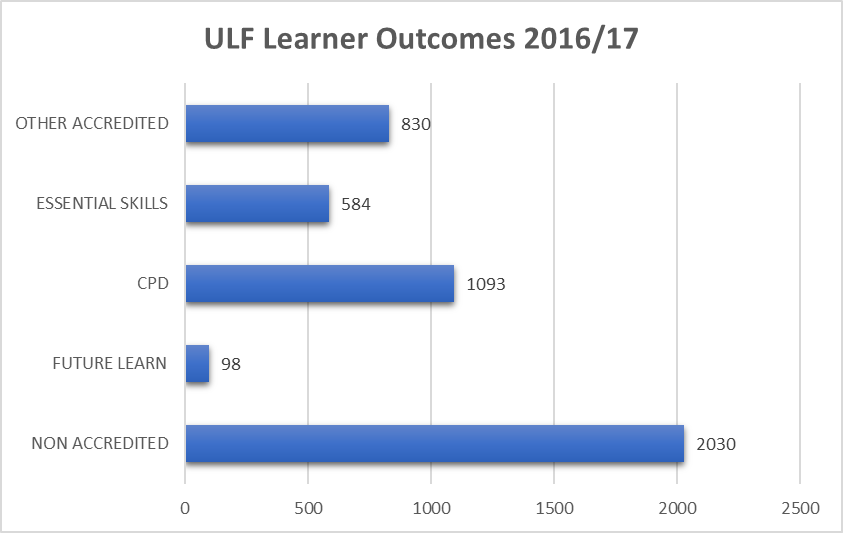 ULF Learner Outcomes 2016/17
OTHER ACCREDITED 830
ESSENTIAL SKILLS 584
CPD 1093
FUTURE LEARN 98
NON ACCREDITED 2030
0 500 1000 1500 2000 2500